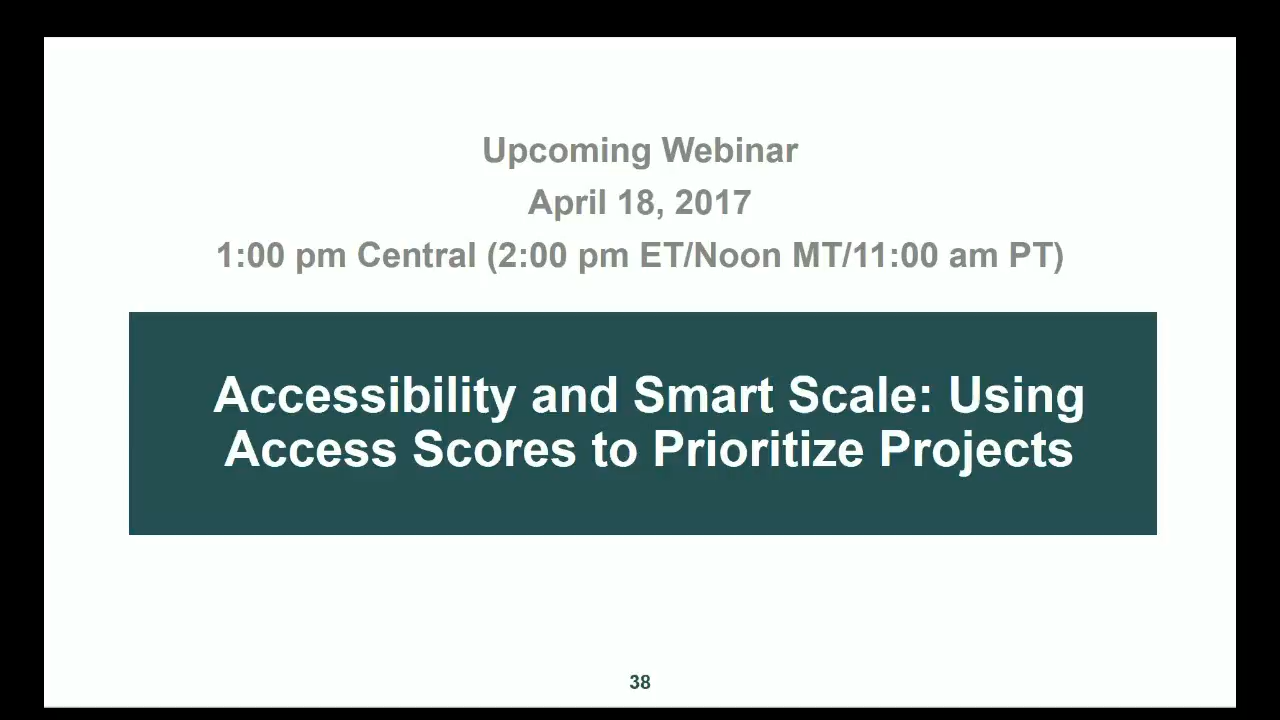 Upcoming Webinar
April 18, 2017
1:00 pm Central (2:00 pm ET/Noon MT/11:00 am PT)
Accessibility and Smart Scale: Using
Access Scores to Prioritize Projects
38